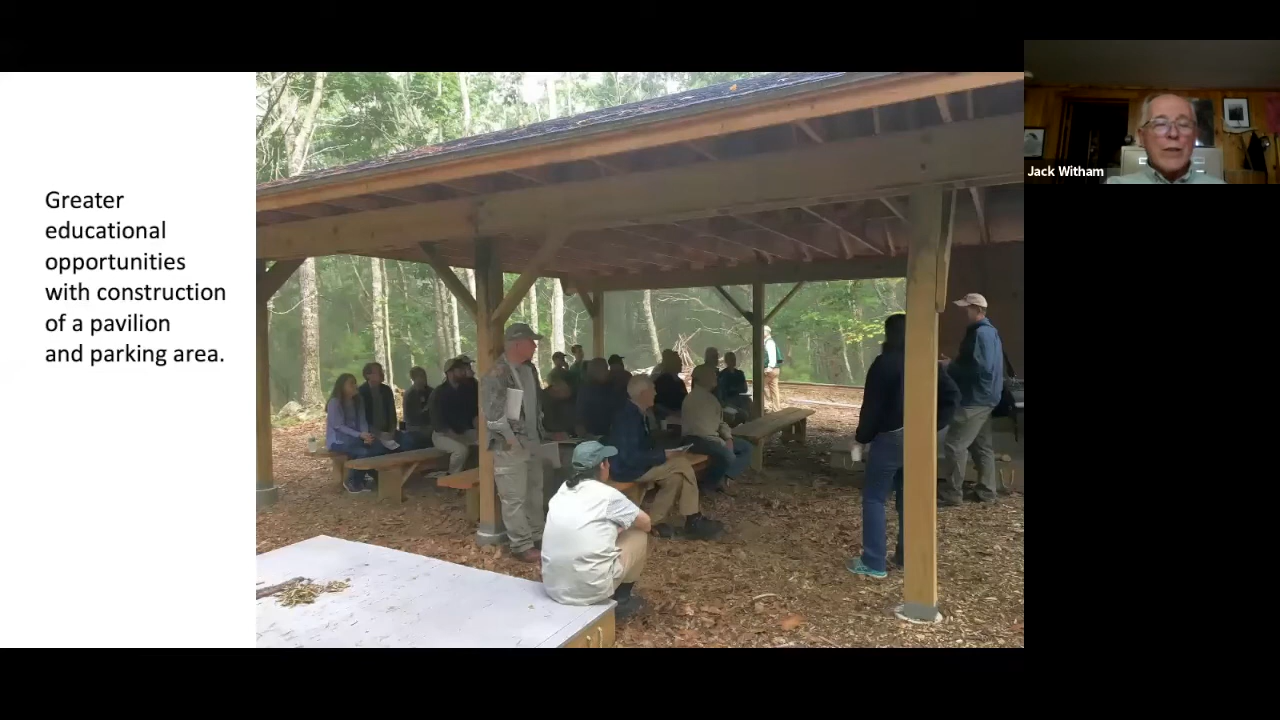 Greater
educational
opportunities
with construction
of a pavilion
and parking area.
Jack Witham